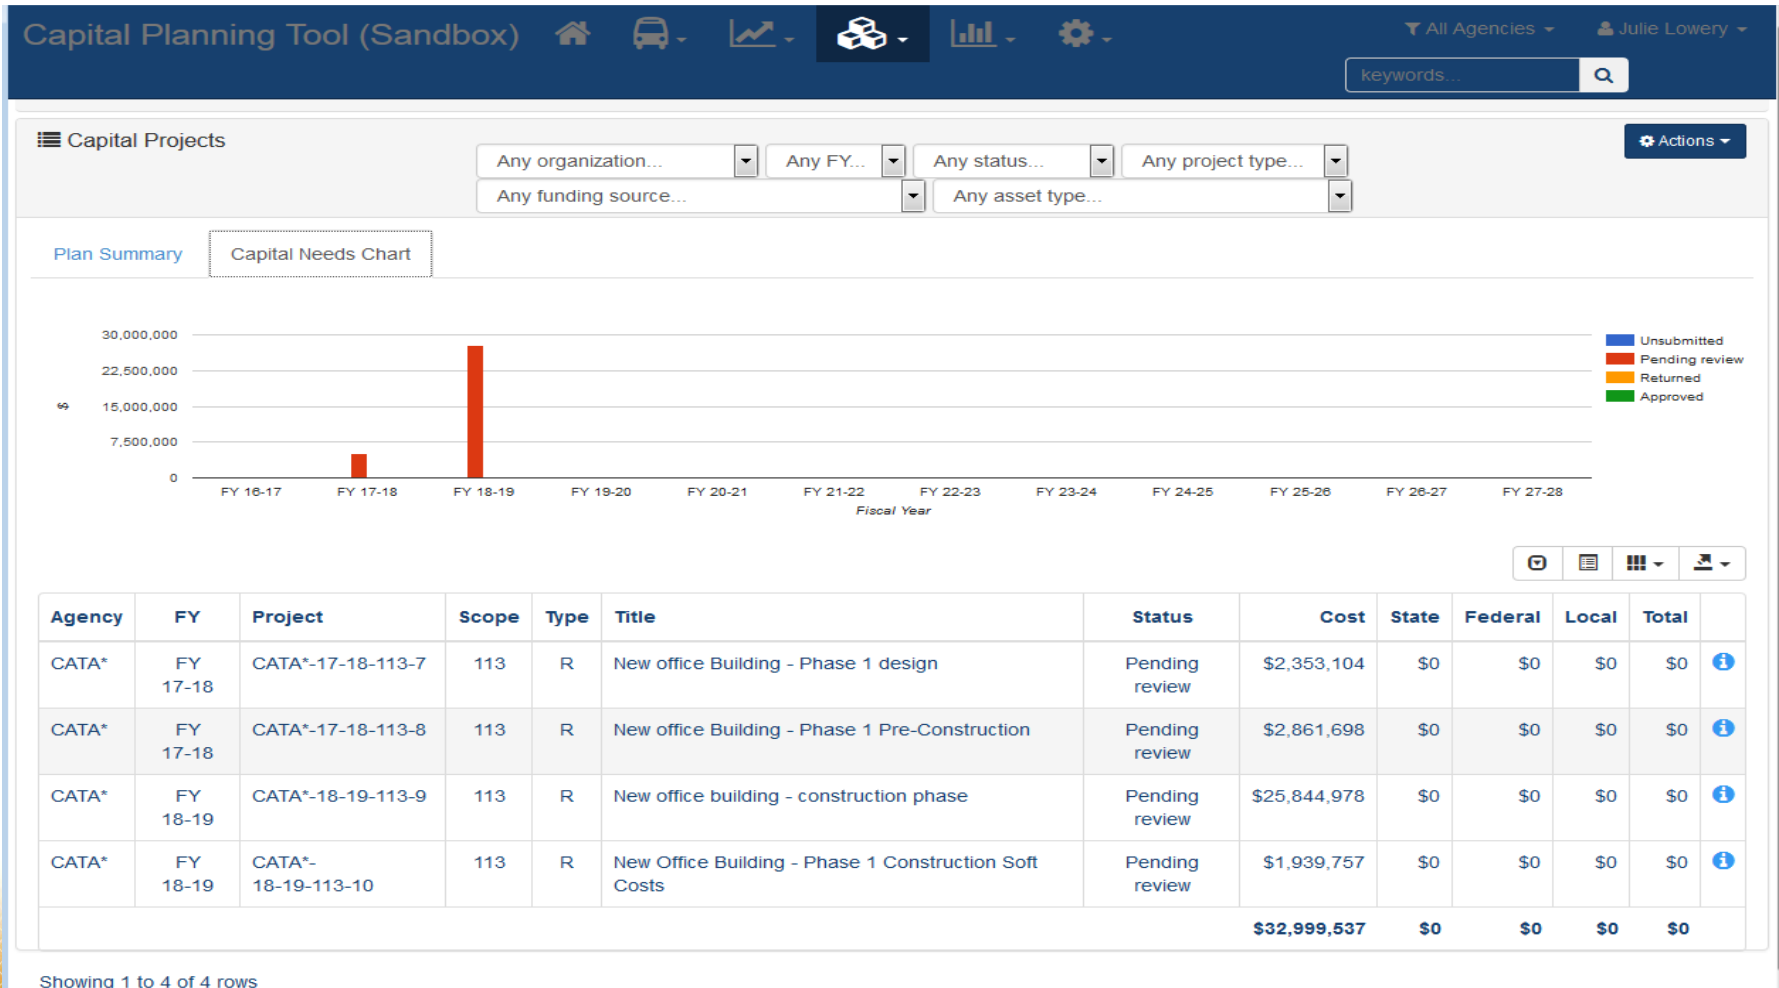 Capital Planning Tool (Sandbox)
All Agencies
Julie Lowery
keywords...
Capital Projects
Actions
Any organization...
Any FY...
Any status...
Any project type...
Any funding source...
Any asset type...
Plan Summary
Capital Needs Chart
30,000,000
22,500,000
$
15,000,000
7,500,000
0
FY 16-17 FY 17-18 FY 18-19 FY 19-20 FY 20-21 FY 21-22 FY 22-23 FY 23-24 FY 24-25 FY 25-26 FY 26-27 FY 27-28
Fiscal Year
Unsubmitted
Pending review
Returned
Approved
Agency FY Project Scope Type Title Status Cost State Federal Local Total
CATA* FY CATA*-17-18-113-7 113 R New office Building - Phase 1 design Pending $2,353,104 $0 $0 $0 $0
17-18 review
CATA* FY CATA*-17-18-113-8 113 R New office Building - Phase 1 Pre-Construction Pending $2,861,698 $0 $0 $0 $0
17-18 review
CATA* FY CATA*-18-19-113-9 113 R New office building - construction phase Pending $25,844,978 $0 $0 $0 $0
18-19 review
CATA* FY CATA*- 113 R New Office Building - Phase 1 Construction Soft Pending $1,939,757 $0 $0 $0 $0
18-19 18-19-113-10 Costs review
$32,999,537 $0 $0 $0 $0
Showing 1 to 4 of 4 rows